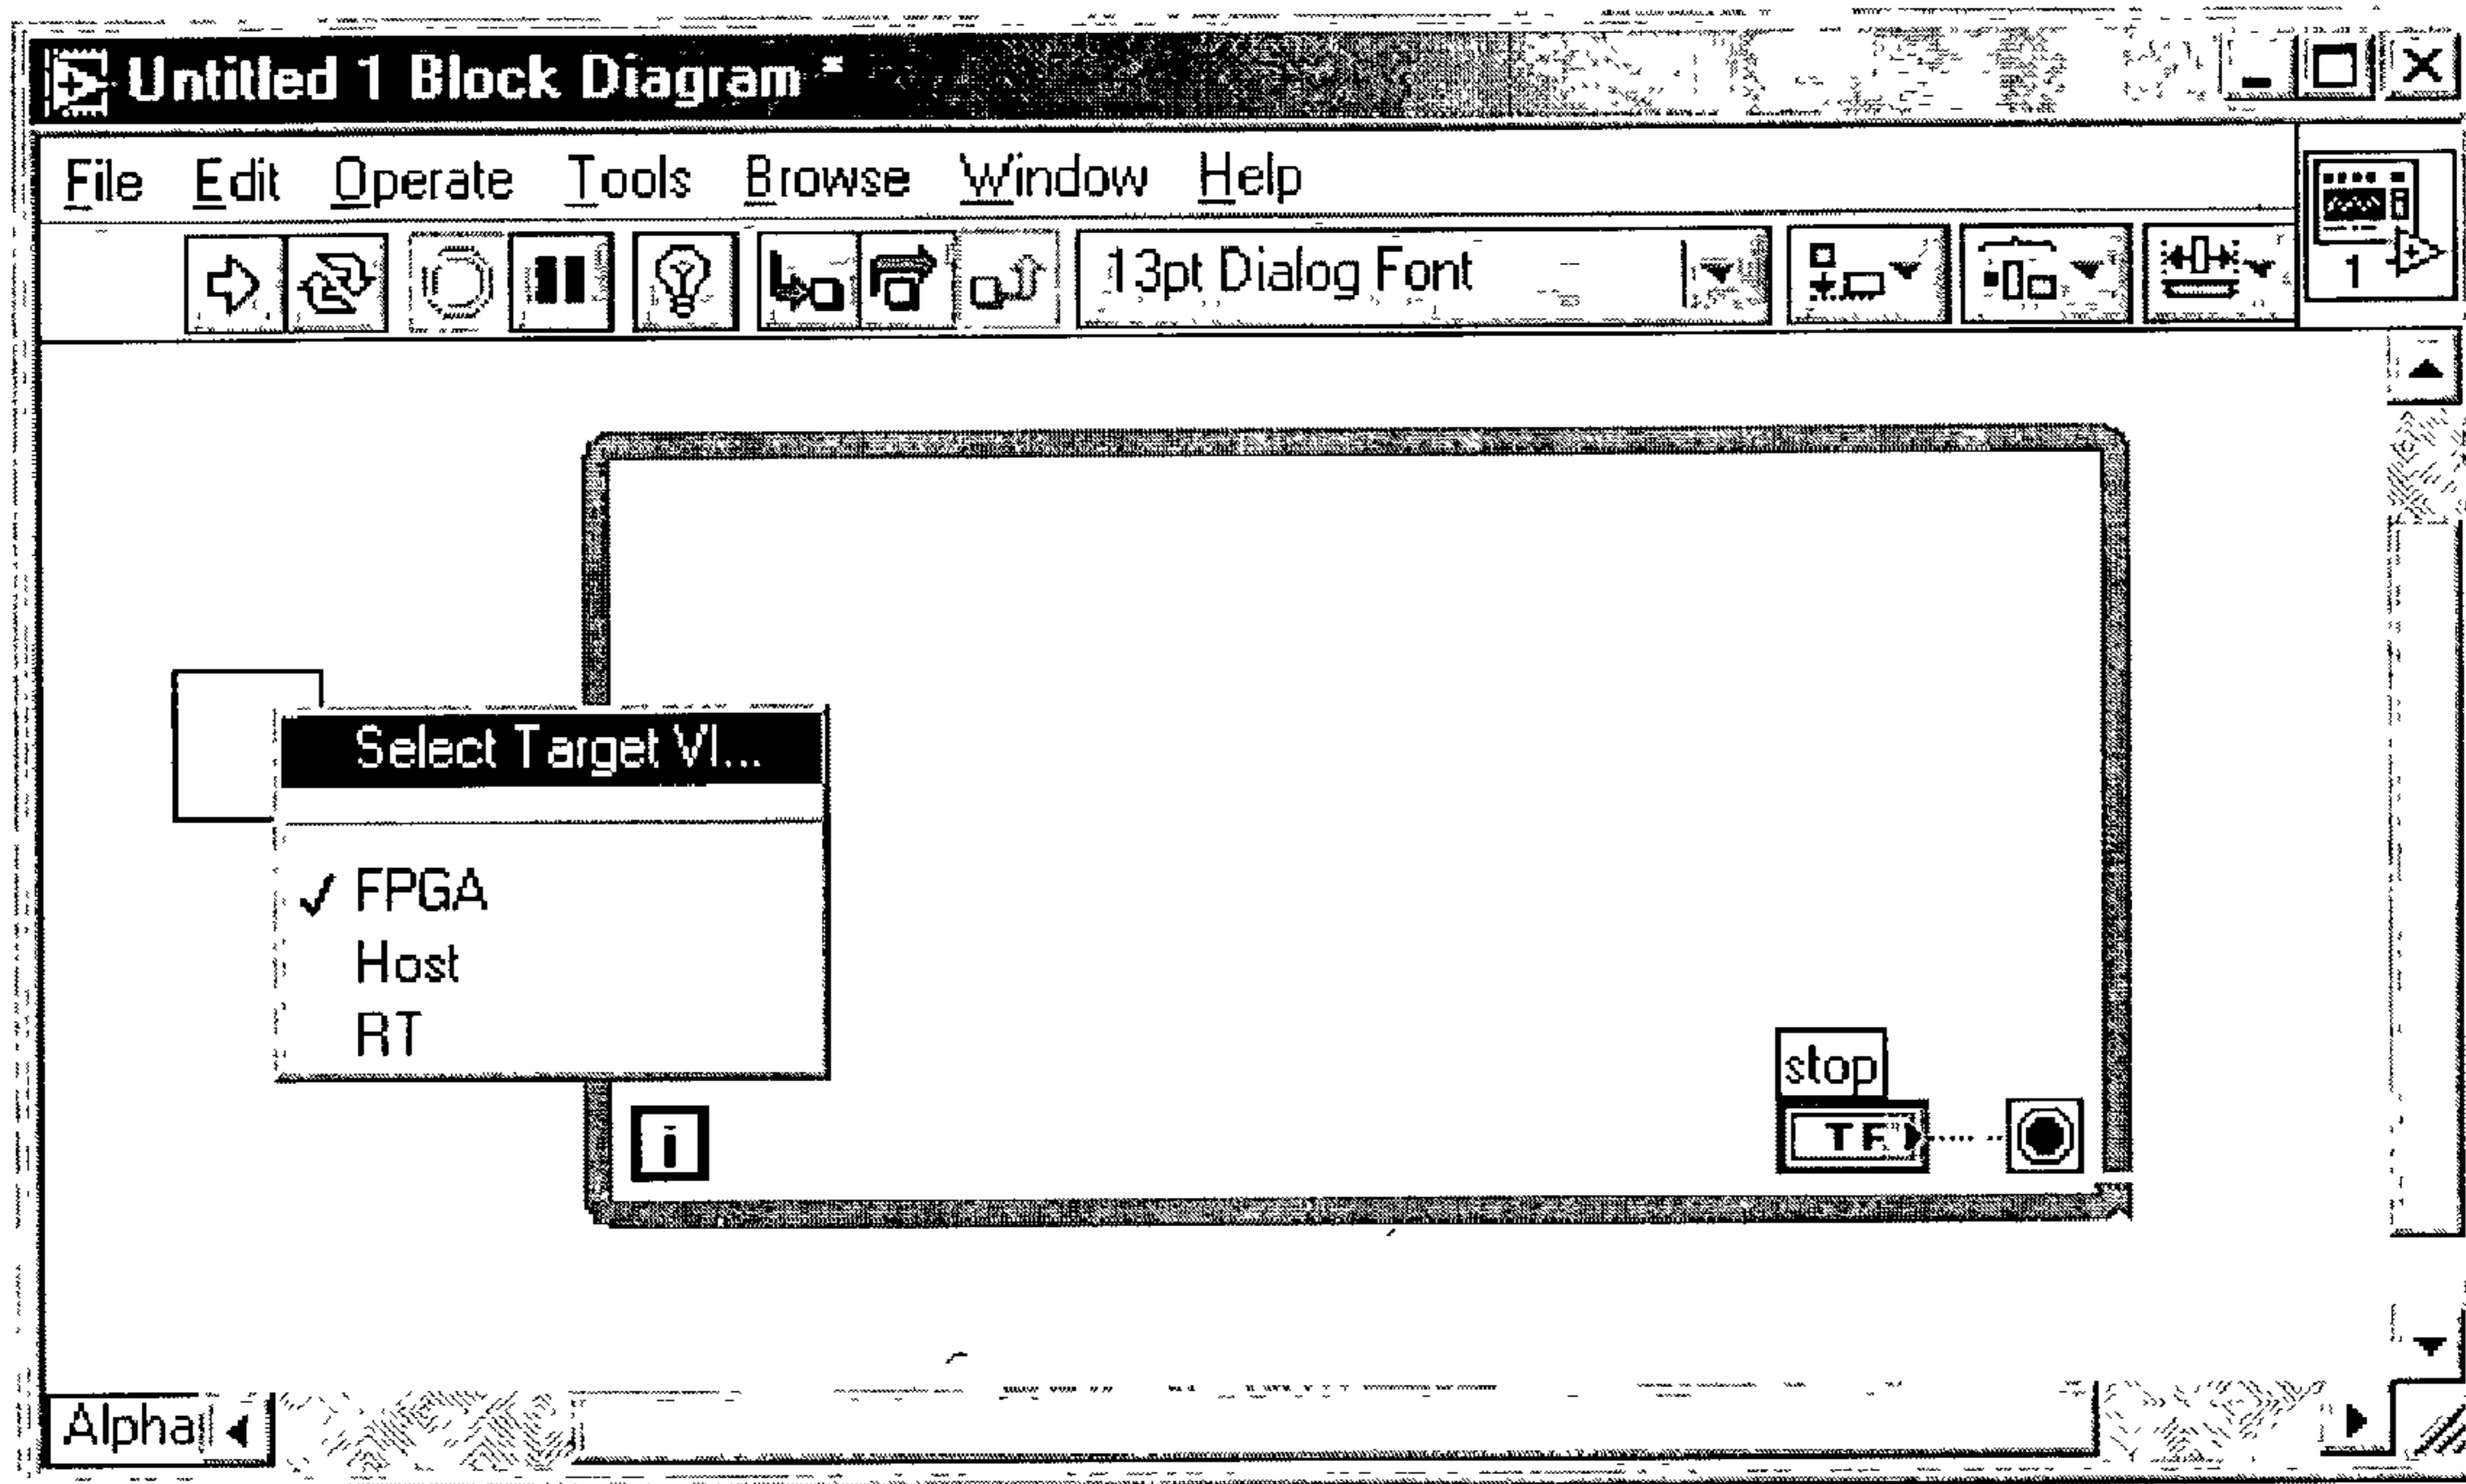 Untitled 1 Block Diagram *
File Edit Operate Tools Browse Window Help
13pt Dialog Font
1
Select Target VI...
✓ FPGA
Host
RT
stop
i
TF
Alpha